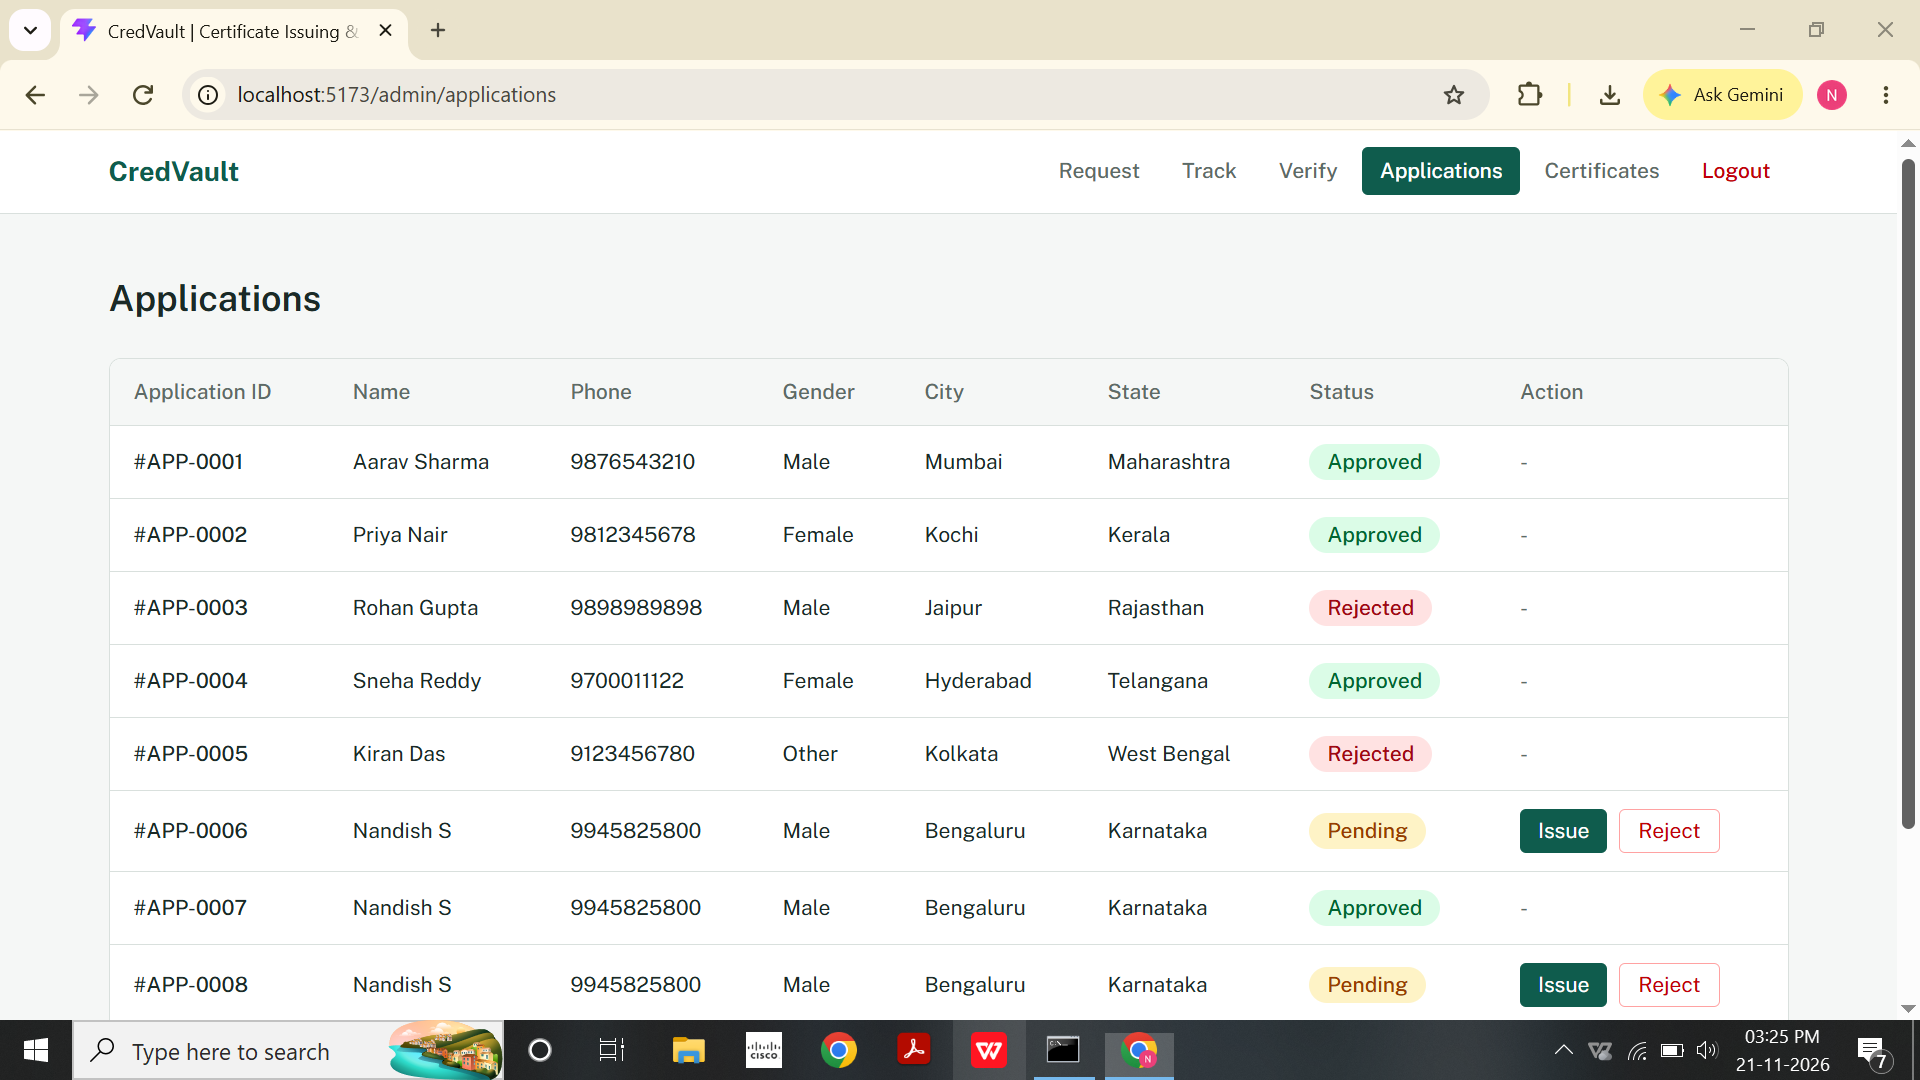 CredVault | Certificate Issuing &
localhost:5173/admin/applications
Ask Gemini
N
CredVault
Request Track Verify Applications Certificates Logout
Applications
Application ID Name Phone Gender City State Status Action
#APP-0001 Aarav Sharma 9876543210 Male Mumbai Maharashtra Approved -
#APP-0002 Priya Nair 9812345678 Female Kochi Kerala Approved -
#APP-0003 Rohan Gupta 9898989898 Male Jaipur Rajasthan Rejected -
#APP-0004 Sneha Reddy 9700011122 Female Hyderabad Telangana Approved -
#APP-0005 Kiran Das 9123456780 Other Kolkata West Bengal Rejected -
#APP-0006 Nandish S 9945825800 Male Bengaluru Karnataka Pending Issue Reject
#APP-0007 Nandish S 9945825800 Male Bengaluru Karnataka Approved -
#APP-0008 Nandish S 9945825800 Male Bengaluru Karnataka Pending Issue Reject
Type here to search
cisco
W
C:\_
N
03:25 PM
21-11-2026
7